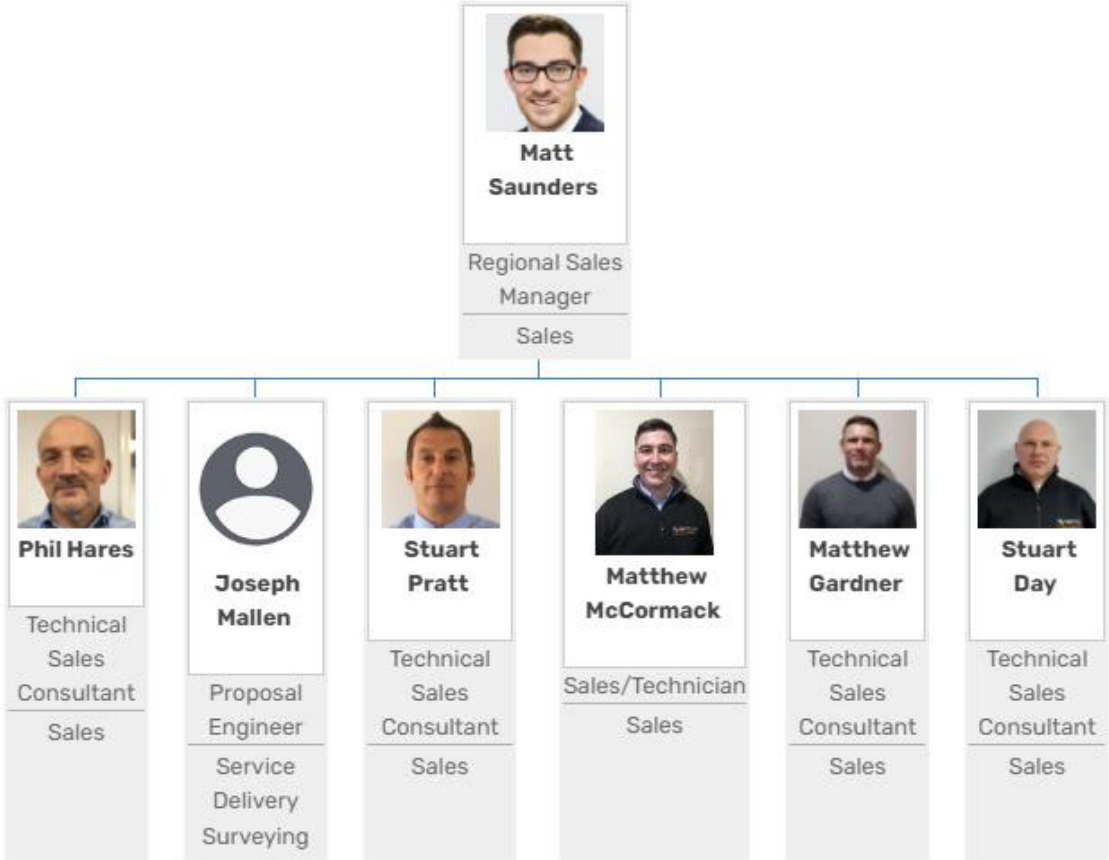 Matt
Saunders
Regional Sales
Manager
Sales
Phil Hares
Technical
Sales
Consultant
Sales
Joseph
Mallen
Proposal
Engineer
Service
Delivery
Surveying
Stuart
Pratt
Technical
Sales
Consultant
Sales
Matthew
McCormack
Sales/Technician
Sales
Matthew
Gardner
Technical
Sales
Consultant
Sales
Stuart
Day
Technical
Sales
Consultant
Sales